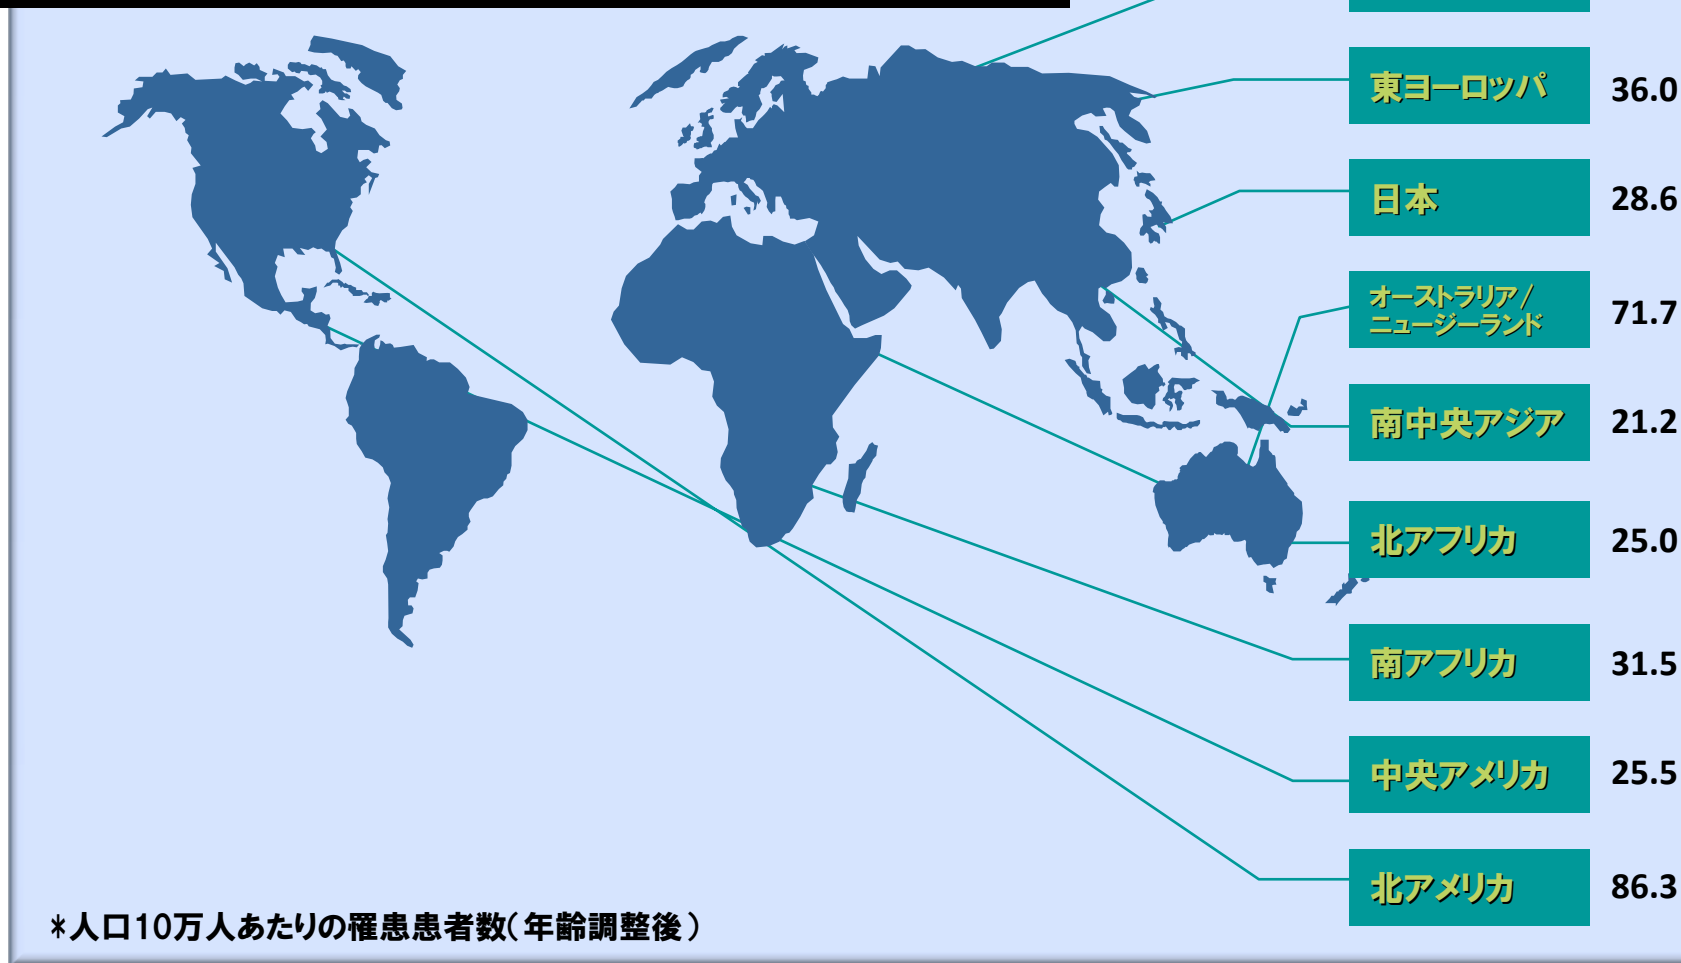 東ヨーロッパ 36.0
日本 28.6
オーストラリア/
ニュージーランド 71.7
南中央アジア 21.2
北アフリカ 25.0
南アフリカ 31.5
中央アメリカ 25.5
北アメリカ 86.3
*人口10万人あたりの罹患患者数(年齢調整後)